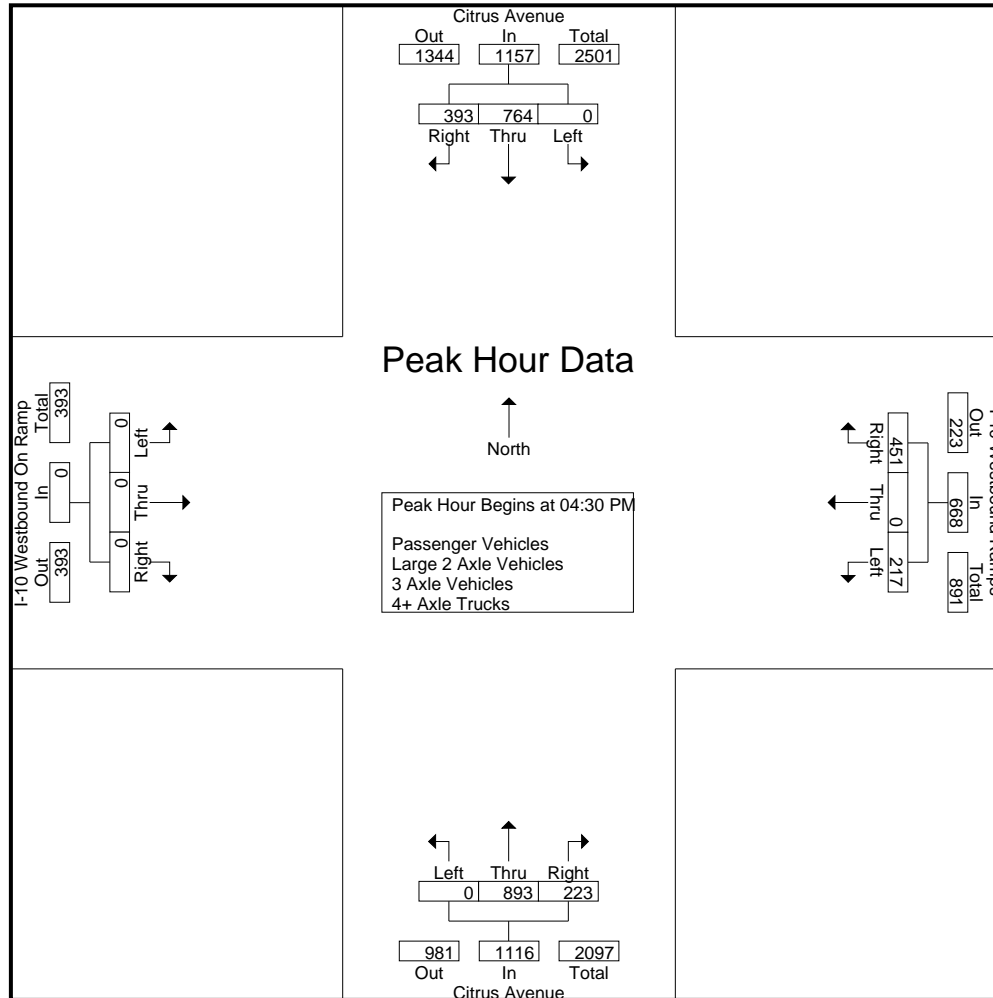 Citrus Avenue
Out In Total
1344 1157 2501
393 764 0
Right Thru Left
Peak Hour Data
North
Peak Hour Begins at 04:30 PM
Passenger Vehicles
Large 2 Axle Vehicles
3 Axle Vehicles
4+ Axle Trucks
I-10 Westbound On Ramp
Out In Total
393 0 393
0 0 0
Left Thru Right
Out In Total
223 668 891
451 0 217
Right Thru Left
Left Thru Right
0 893 223
981 1116 2097
Out In Total
Citrus Avenue